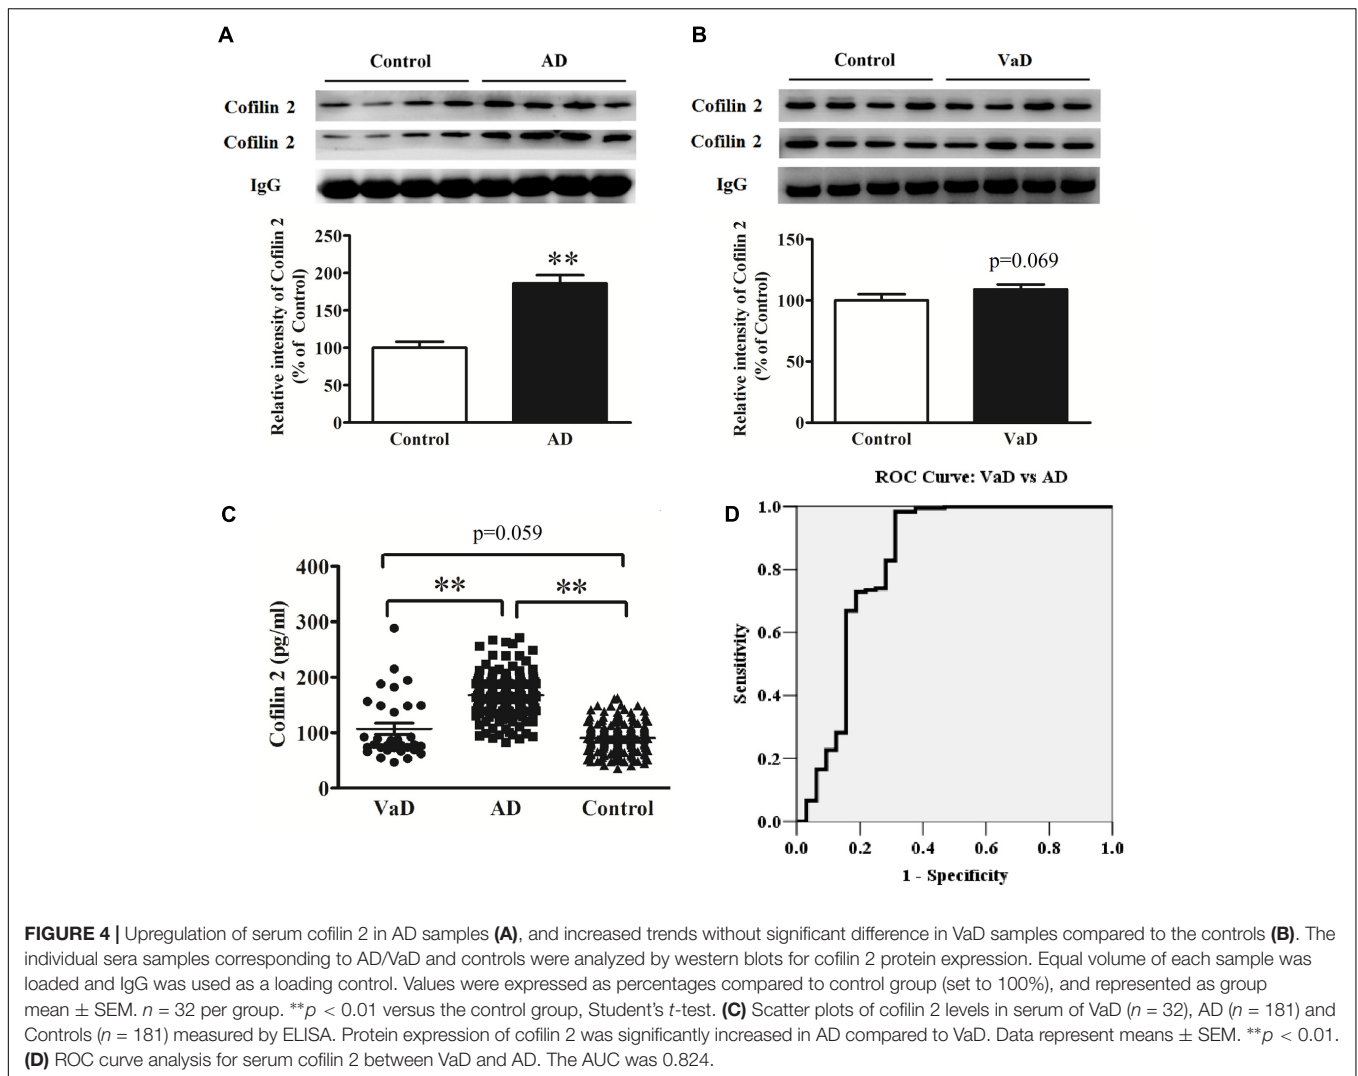 A
Control AD
Cofilin 2
Cofilin 2
IgG
Relative intensity of Cofilin 2
(% of Control)
250
200
150
100
50
0
**
Control AD
B
Control VaD
Cofilin 2
Cofilin 2
IgG
Relative intensity of Cofilin 2
(% of Control)
150
100
50
0
p=0.069
Control VaD
C
p=0.059
** **
Cofilin 2 (pg/ml)
400
300
200
100
0
VaD AD Control
ROC Curve: VaD vs AD
D
Sensitivity
1.0
0.8
0.6
0.4
0.2
0.0
0.0 0.2 0.4 0.6 0.8 1.0
1 - Specificity
FIGURE 4 | Upregulation of serum cofilin 2 in AD samples (A), and increased trends without significant difference in VaD samples compared to the controls (B). The
individual sera samples corresponding to AD/VaD and controls were analyzed by western blots for cofilin 2 protein expression. Equal volume of each sample was
loaded and IgG was used as a loading control. Values were expressed as percentages compared to control group (set to 100%), and represented as group
mean ± SEM. n = 32 per group. **p < 0.01 versus the control group, Student's t-test. (C) Scatter plots of cofilin 2 levels in serum of VaD (n = 32), AD (n = 181) and
Controls (n = 181) measured by ELISA. Protein expression of cofilin 2 was significantly increased in AD compared to VaD. Data represent means ± SEM. **p < 0.01.
(D) ROC curve analysis for serum cofilin 2 between VaD and AD. The AUC was 0.824.